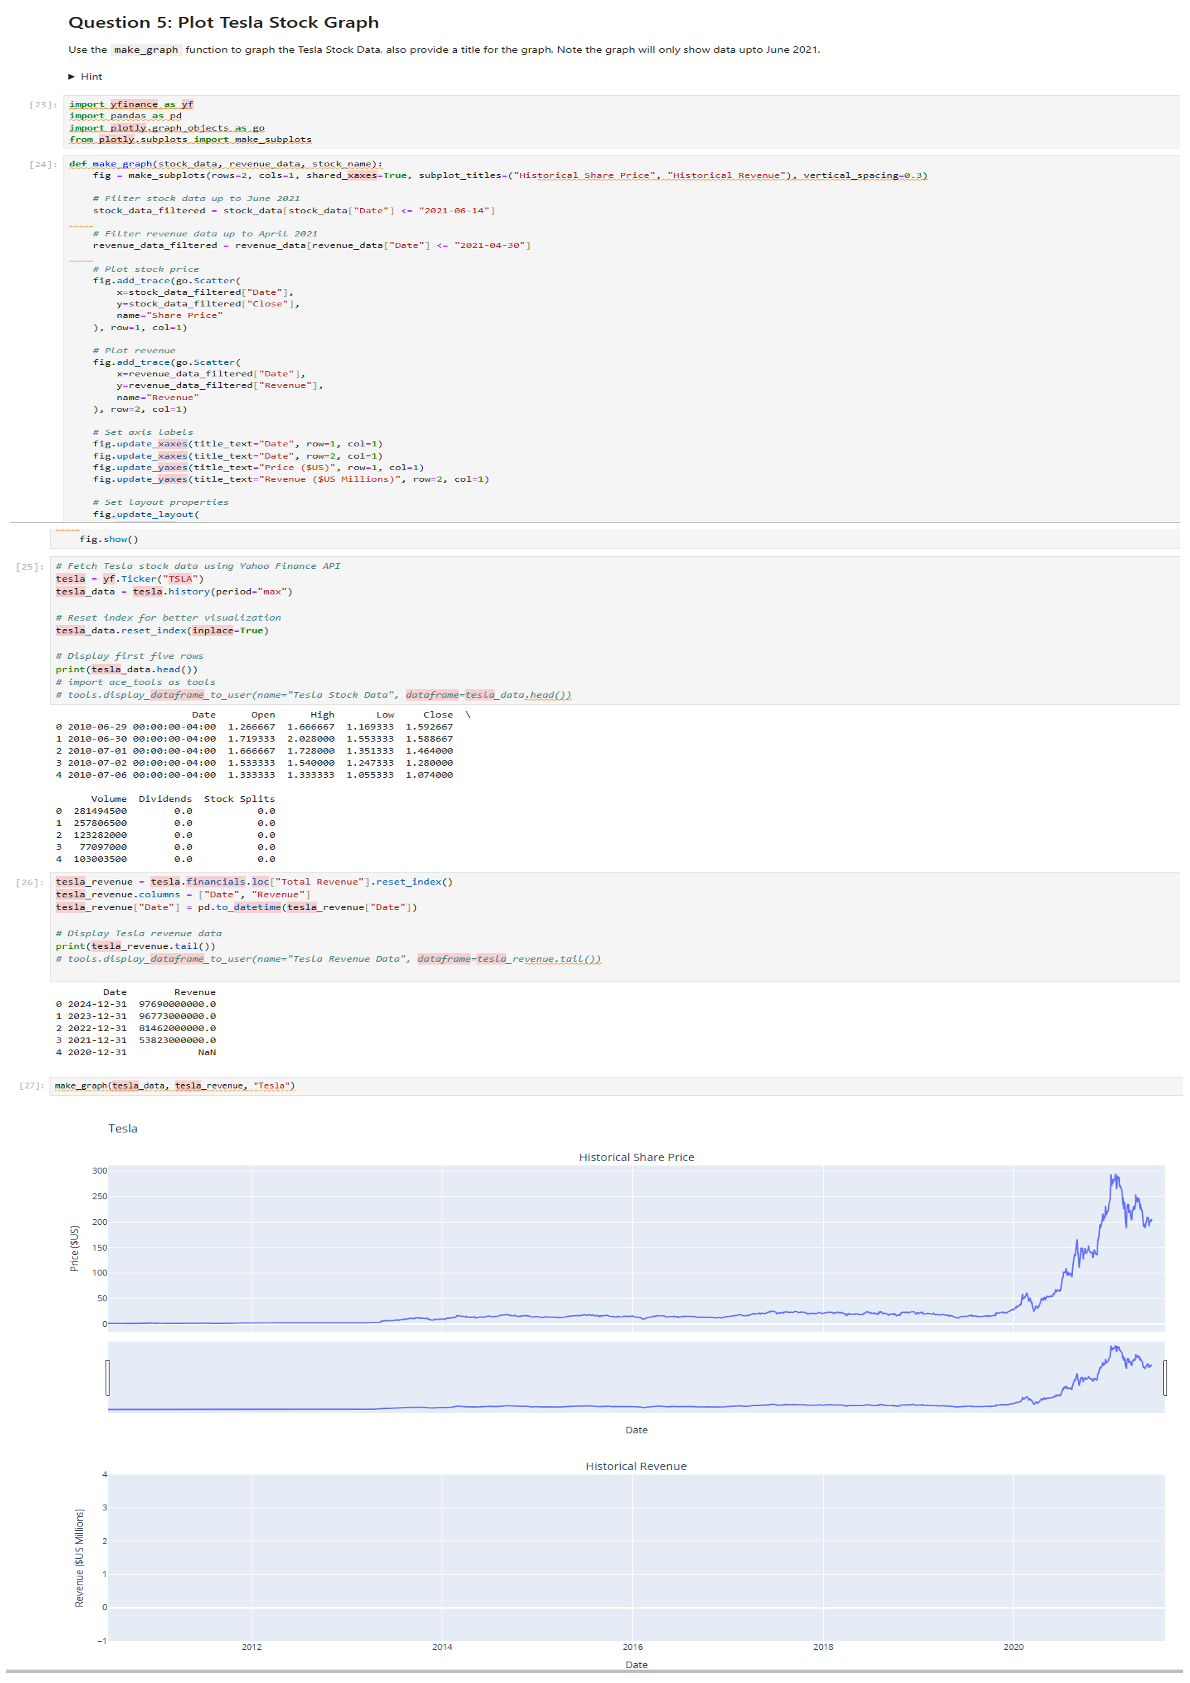 Question 5: Plot Tesla Stock Graph
Use the make_graph function to graph the Tesla Stock Data, also provide a title for the graph. Note the graph will only show data upto June 2021.
► Hint
[23]: import yfinance as yf
import pandas as pd
import plotly.graph_objects as go
from plotly.subplots import make_subplots
[24]: def make_graph(stock_data, revenue_data, stock_name):
    fig = make_subplots(rows=2, cols=1, shared_xaxes=True, subplot_titles=("Historical Share Price", "Historical Revenue"), vertical_spacing=0.3)
    # Filter stock data up to June 2021
    stock_data_filtered = stock_data[stock_data["Date"] <= "2021-06-14"]
    # Filter revenue data up to April 2021
    revenue_data_filtered = revenue_data[revenue_data["Date"] <= "2021-04-30"]
    # Plot stock price
    fig.add_trace(go.Scatter(
        x=stock_data_filtered["Date"],
        y=stock_data_filtered["Close"],
        name="Share Price"
    ), row=1, col=1)
    # Plot revenue
    fig.add_trace(go.Scatter(
        x=revenue_data_filtered["Date"],
        y=revenue_data_filtered["Revenue"],
        name="Revenue"
    ), row=2, col=1)
    # Set axis labels
    fig.update_xaxes(title_text="Date", row=1, col=1)
    fig.update_xaxes(title_text="Date", row=2, col=1)
    fig.update_yaxes(title_text="Price ($US)", row=1, col=1)
    fig.update_yaxes(title_text="Revenue ($US Millions)", row=2, col=1)
    # Set layout properties
    fig.update_layout(
    fig.show()
[25]: # Fetch Tesla stock data using Yahoo Finance API
tesla = yf.Ticker("TSLA")
tesla_data = tesla.history(period="max")
# Reset index for better visualization
tesla_data.reset_index(inplace=True)
# Display first five rows
print(tesla_data.head())
# import ace_tools as tools
# tools.display_dataframe_to_user(name="Tesla Stock Data", dataframe=tesla_data.head())
Date Open High Low Close \
0 2010-06-29 00:00:00-04:00 1.266667 1.666667 1.169333 1.592667
1 2010-06-30 00:00:00-04:00 1.719333 2.028000 1.553333 1.588667
2 2010-07-01 00:00:00-04:00 1.666667 1.728000 1.351333 1.464000
3 2010-07-02 00:00:00-04:00 1.533333 1.540000 1.247333 1.280000
4 2010-07-06 00:00:00-04:00 1.333333 1.333333 1.055333 1.074000
Volume Dividends Stock Splits
0 281494500 0.0 0.0
1 257806500 0.0 0.0
2 123282000 0.0 0.0
3 77097000 0.0 0.0
4 103003500 0.0 0.0
[26]: tesla_revenue = tesla.financials.loc["Total Revenue"].reset_index()
tesla_revenue.columns = ["Date", "Revenue"]
tesla_revenue["Date"] = pd.to_datetime(tesla_revenue["Date"])
# Display Tesla revenue data
print(tesla_revenue.tail())
# tools.display_dataframe_to_user(name="Tesla Revenue Data", dataframe=tesla_revenue.tail())
Date Revenue
0 2024-12-31 97690000000.0
1 2023-12-31 96773000000.0
2 2022-12-31 81462000000.0
3 2021-12-31 53823000000.0
4 2020-12-31 NaN
[27]: make_graph(tesla_data, tesla_revenue, "Tesla")
Tesla
Historical Share Price
300
250
200
150
100
50
0
Price ($US)
Date
Historical Revenue
4
3
2
1
0
−1
Revenue ($US Millions)
2012 2014 2016 2018 2020
Date